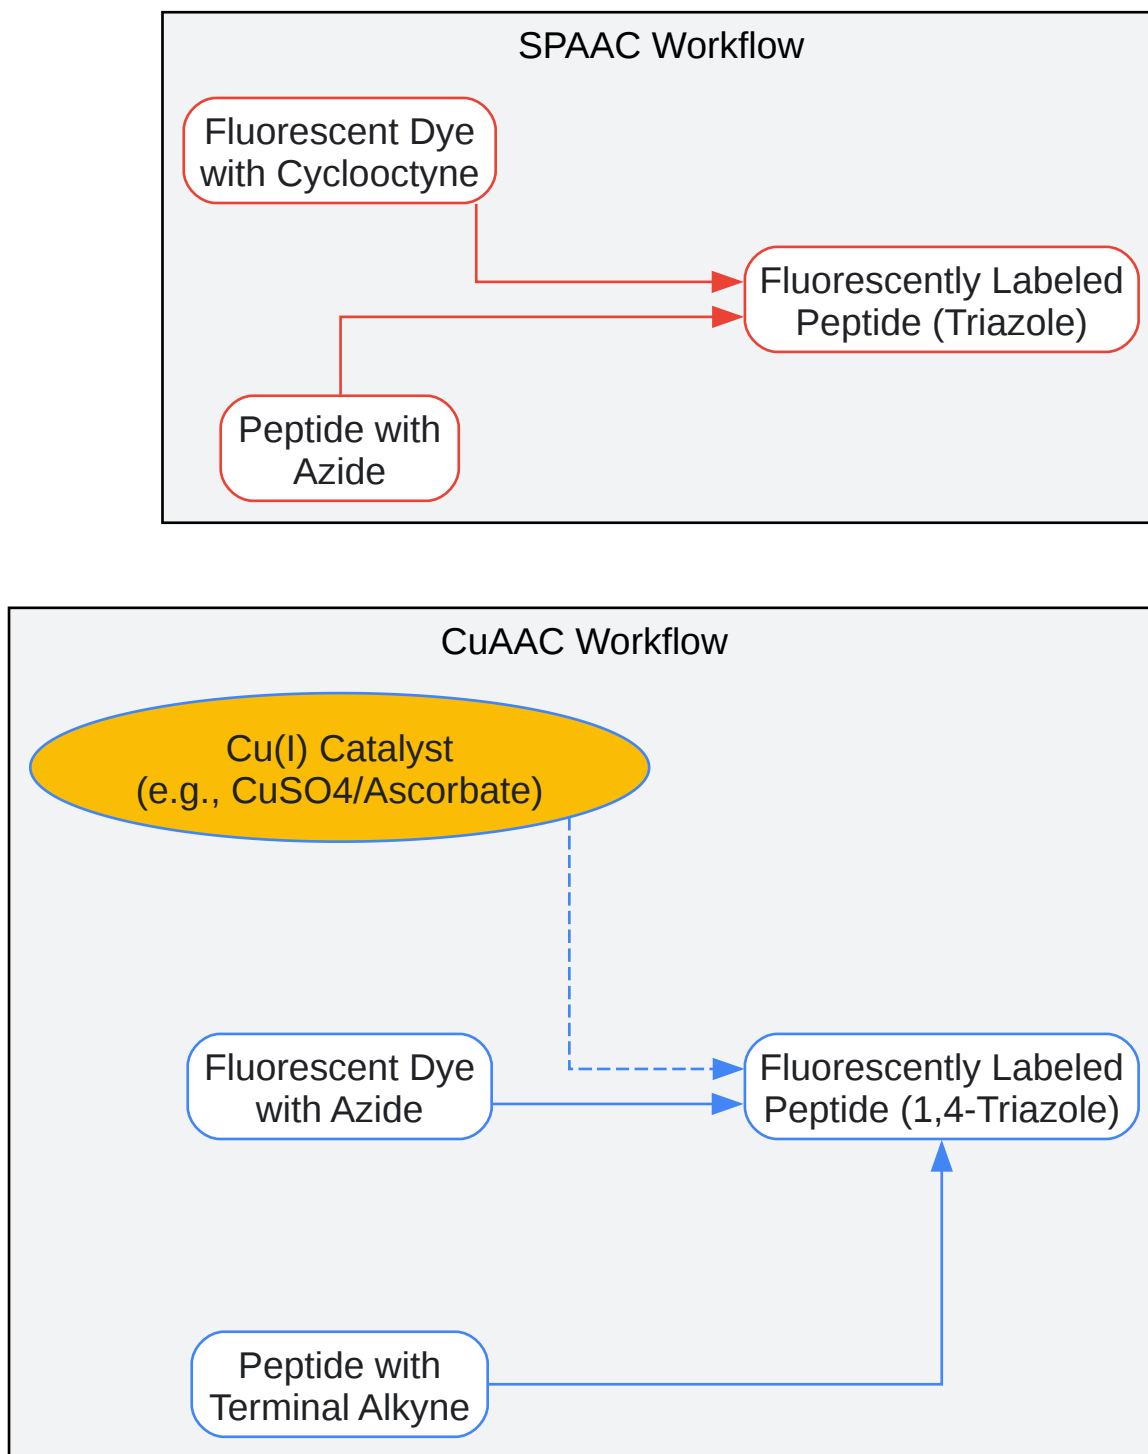 SPAAC Workflow
Fluorescent Dye
with Cyclooctyne
Fluorescently Labeled
Peptide (Triazole)
Peptide with
Azide
CuAAC Workflow
Cu(I) Catalyst
(e.g., CuSO4/Ascorbate)
Fluorescent Dye
with Azide
Fluorescently Labeled
Peptide (1,4-Triazole)
Peptide with
Terminal Alkyne